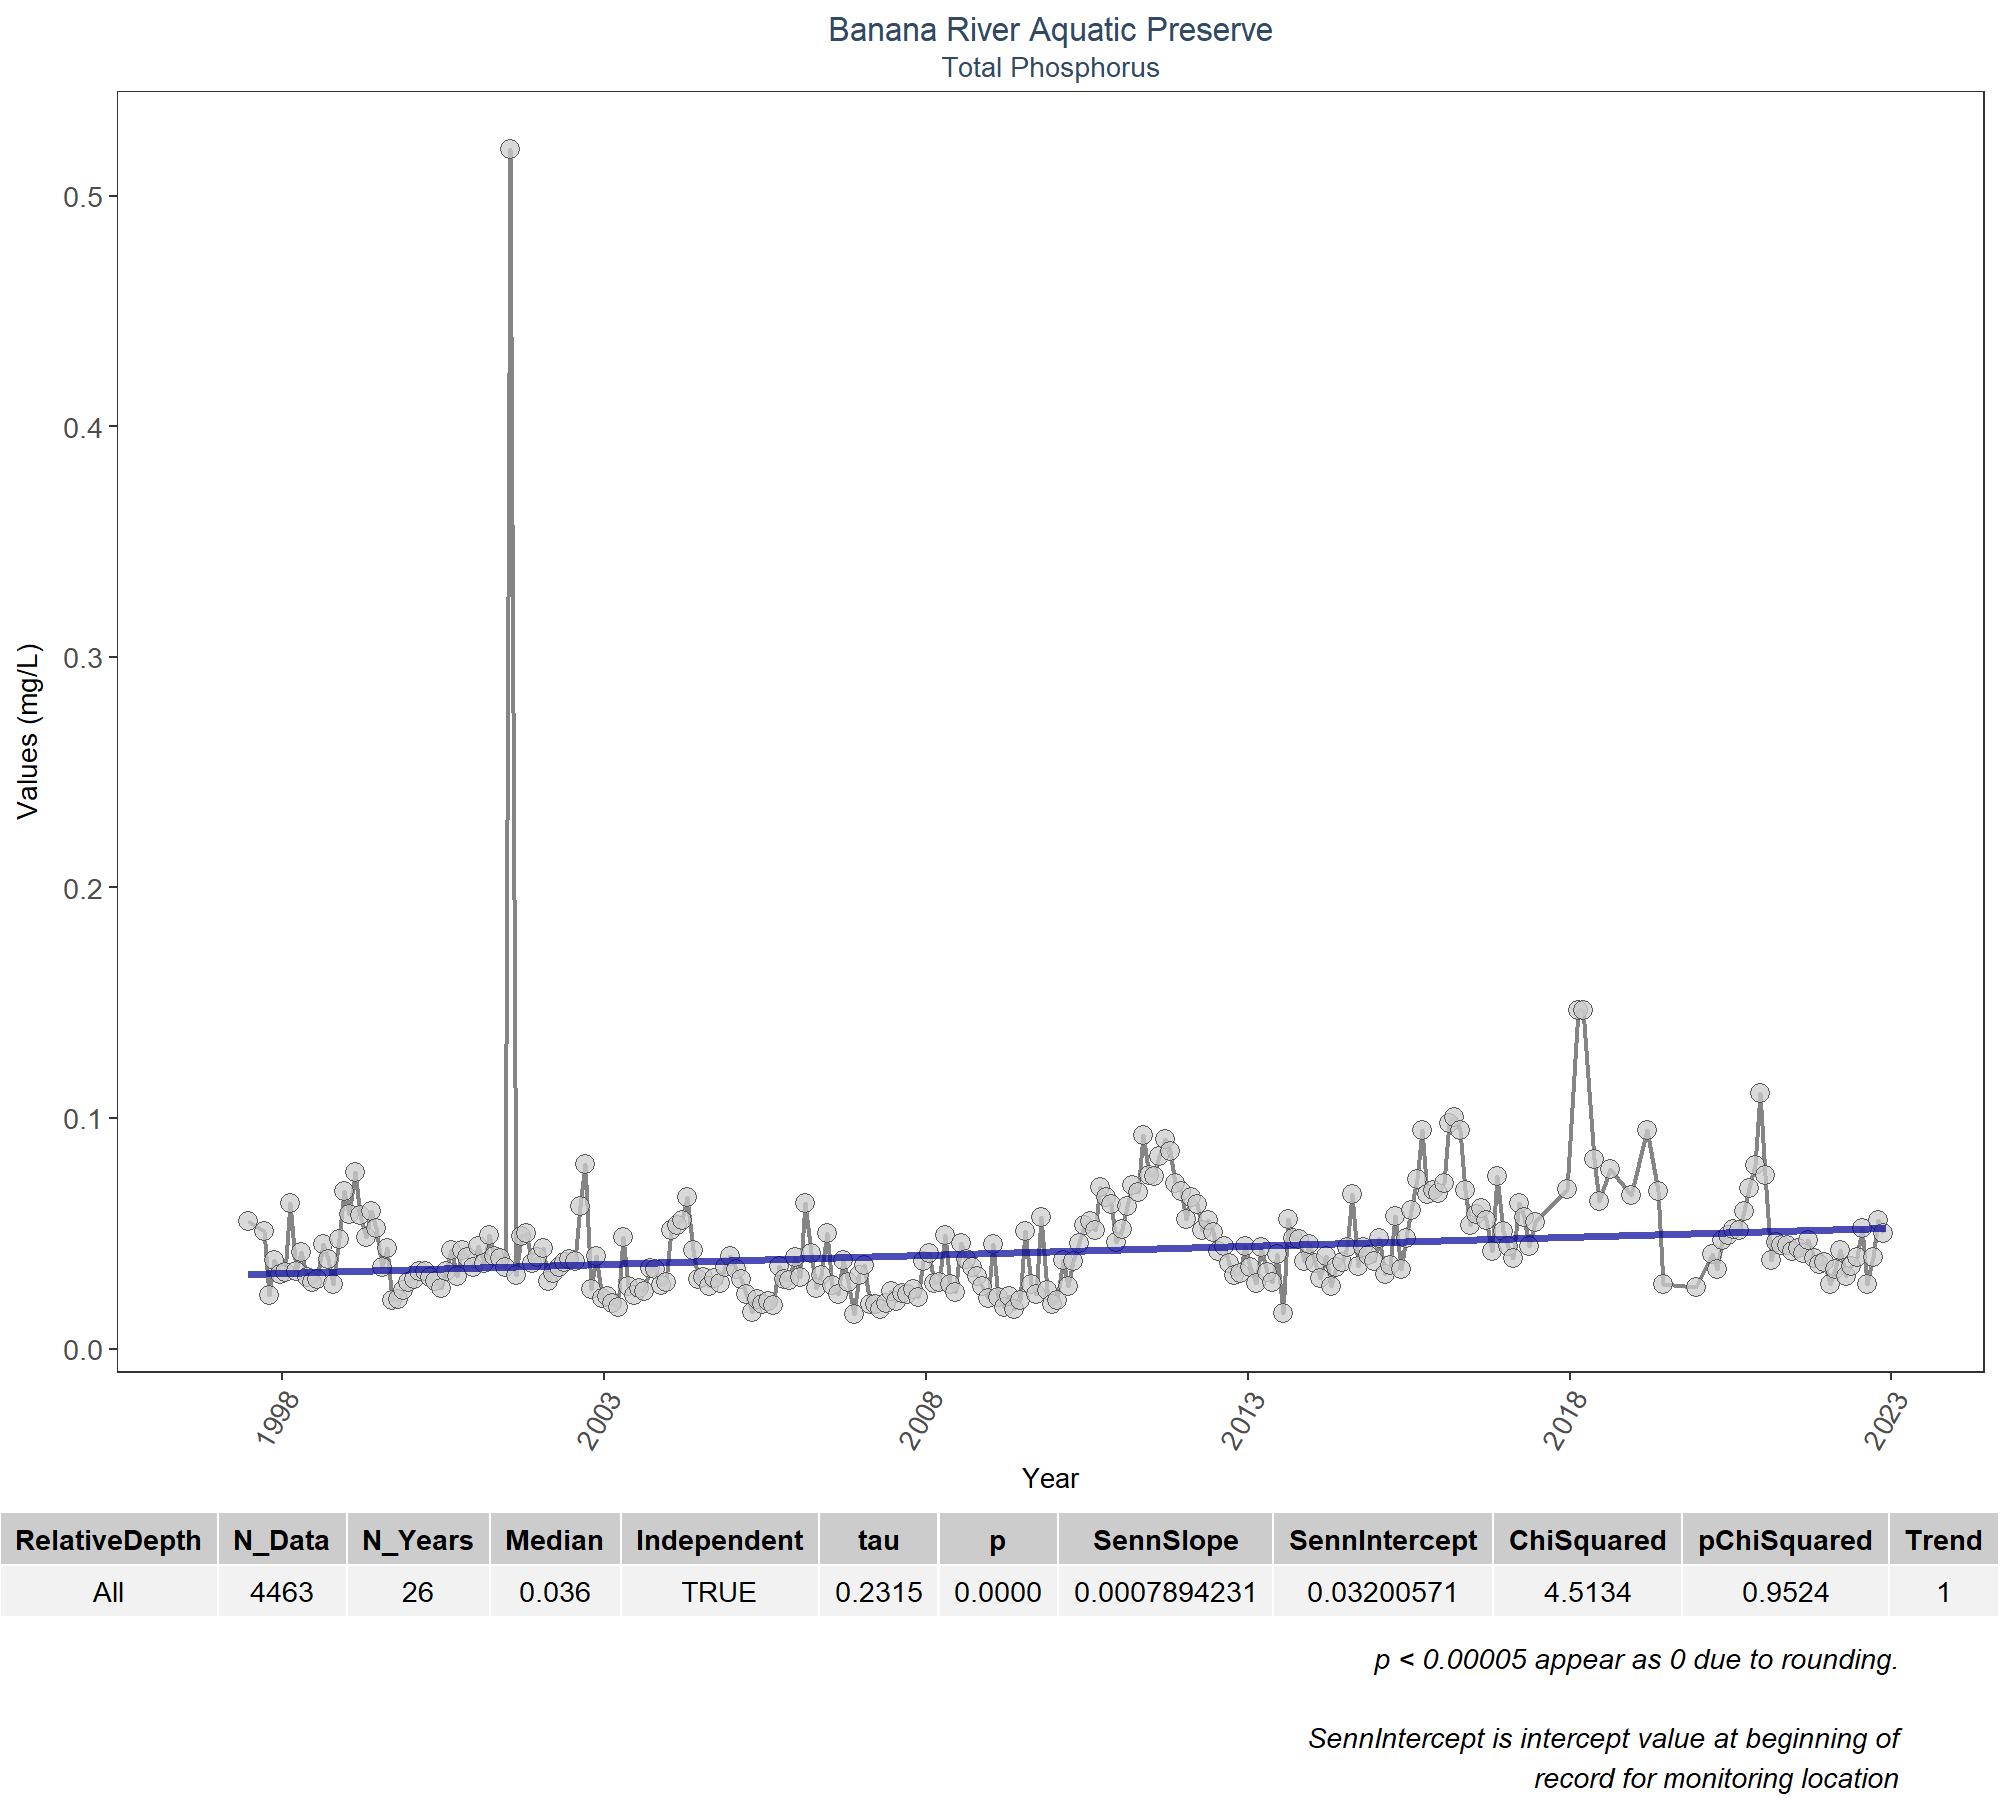 Banana River Aquatic Preserve
Total Phosphorus
Values (mg/L)
0.5
0.4
0.3
0.2
0.1
0.0
1998 2003 2008 2013 2018 2023
Year
RelativeDepth N_Data N_Years Median Independent tau p SennSlope SennIntercept ChiSquared pChiSquared Trend
All 4463 26 0.036 TRUE 0.2315 0.0000 0.0007894231 0.03200571 4.5134 0.9524 1
p < 0.00005 appear as 0 due to rounding.
SennIntercept is intercept value at beginning of
record for monitoring location